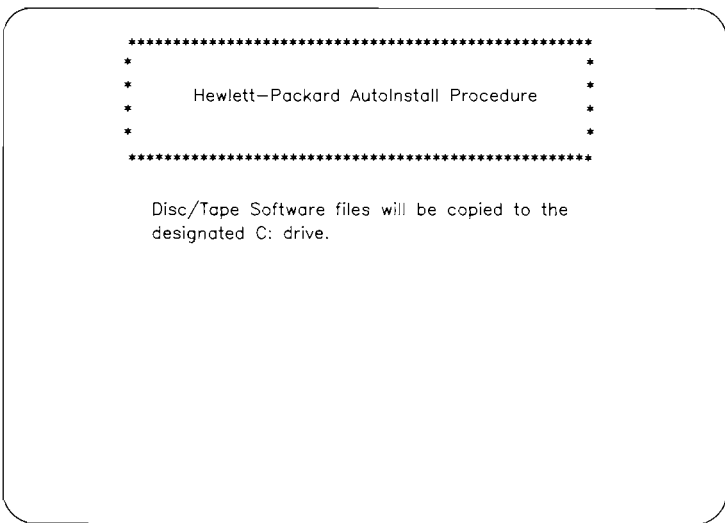 ****************************************************
* *
* Hewlett-Packard AutoInstall Procedure *
* *
* *
****************************************************
Disc/Tape Software files will be copied to the
designated C: drive.